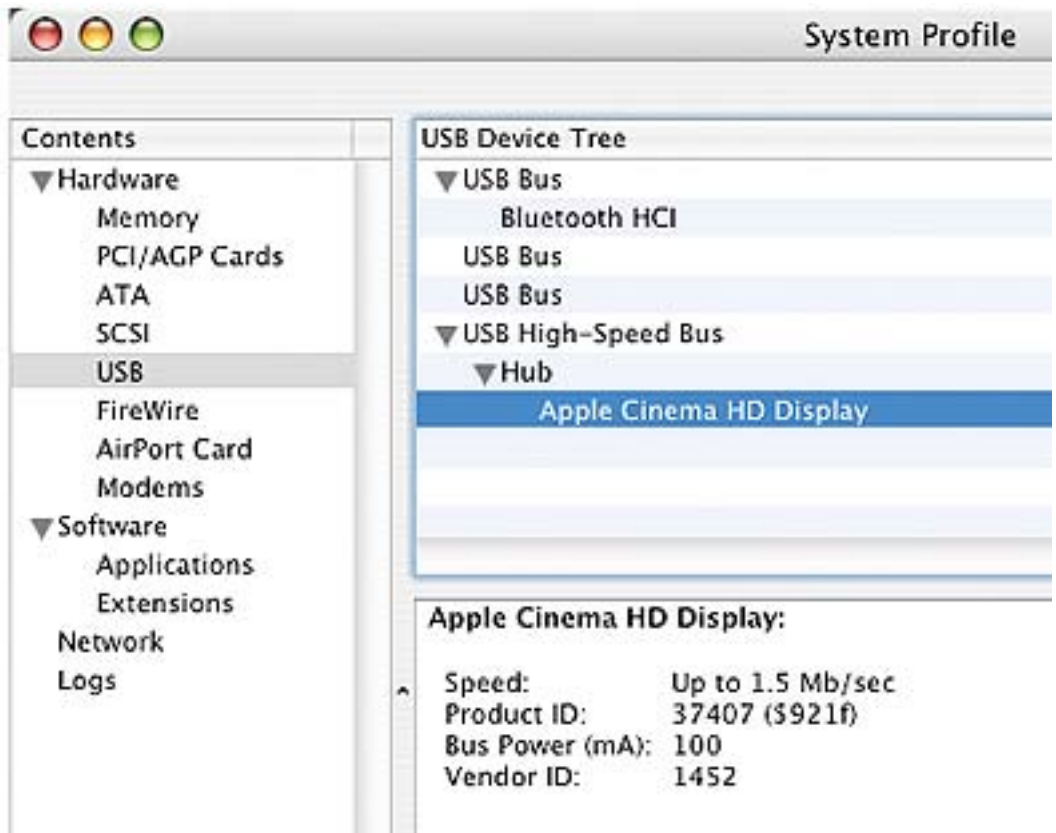 System Profile
Contents
Hardware
Memory
PCI/AGP Cards
ATA
SCSI
USB
FireWire
AirPort Card
Modems
Software
Applications
Extensions
Network
Logs
USB Device Tree
USB Bus
Bluetooth HCI
USB Bus
USB Bus
USB High-Speed Bus
Hub
Apple Cinema HD Display
Apple Cinema HD Display:
Speed: Up to 1.5 Mb/sec
Product ID: 37407 ($921f)
Bus Power (mA): 100
Vendor ID: 1452